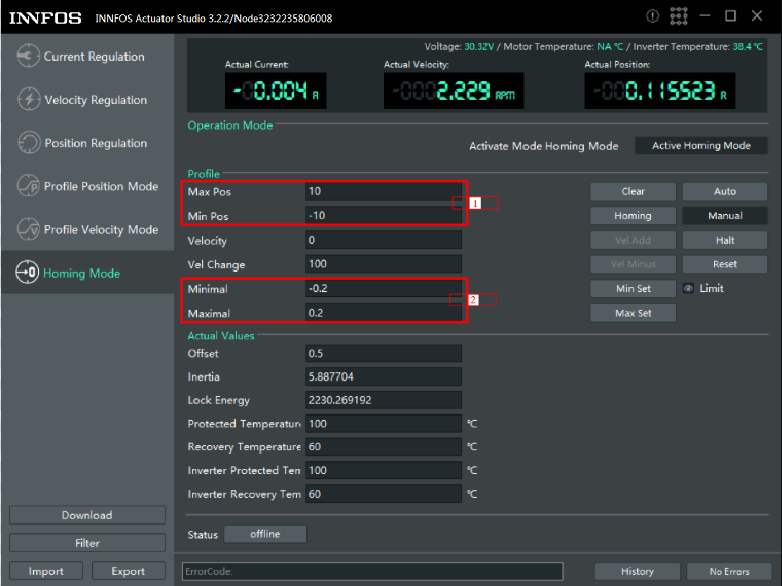 INNFOS INNFOS Actuator Studio 3.2.2/Node3232235806008
Current Regulation
Velocity Regulation
Position Regulation
Profile Position Mode
Profile Velocity Mode
Homing Mode
Download
Filter
Import Export
Voltage: 30.32V / Motor Temperature: NA ℃ / Inverter Temperature: 38.4 ℃
Actual Current: Actual Velocity: Actual Position:
-0.004 R -0002.229 RPM -000.115523 R
Operation Mode
Activate Mode Homing Mode Active Homing Mode
Profile
Max Pos 10 Clear Auto
1
Min Pos -10 Homing Manual
Velocity 0 Vel Add Halt
Vel Change 100 Vel Minus Reset
Minimal -0.2 Min Set Limit
2
Maximal 0.2 Max Set
Actual Values
Offset 0.5
Inertia 5.887704
Lock Energy 2230.269192
Protected Temperature 100 ℃
Recovery Temperature 60 ℃
Inverter Protected Tem 100 ℃
Inverter Recovery Tem 60 ℃
Status offline
ErrorCode: History No Errors